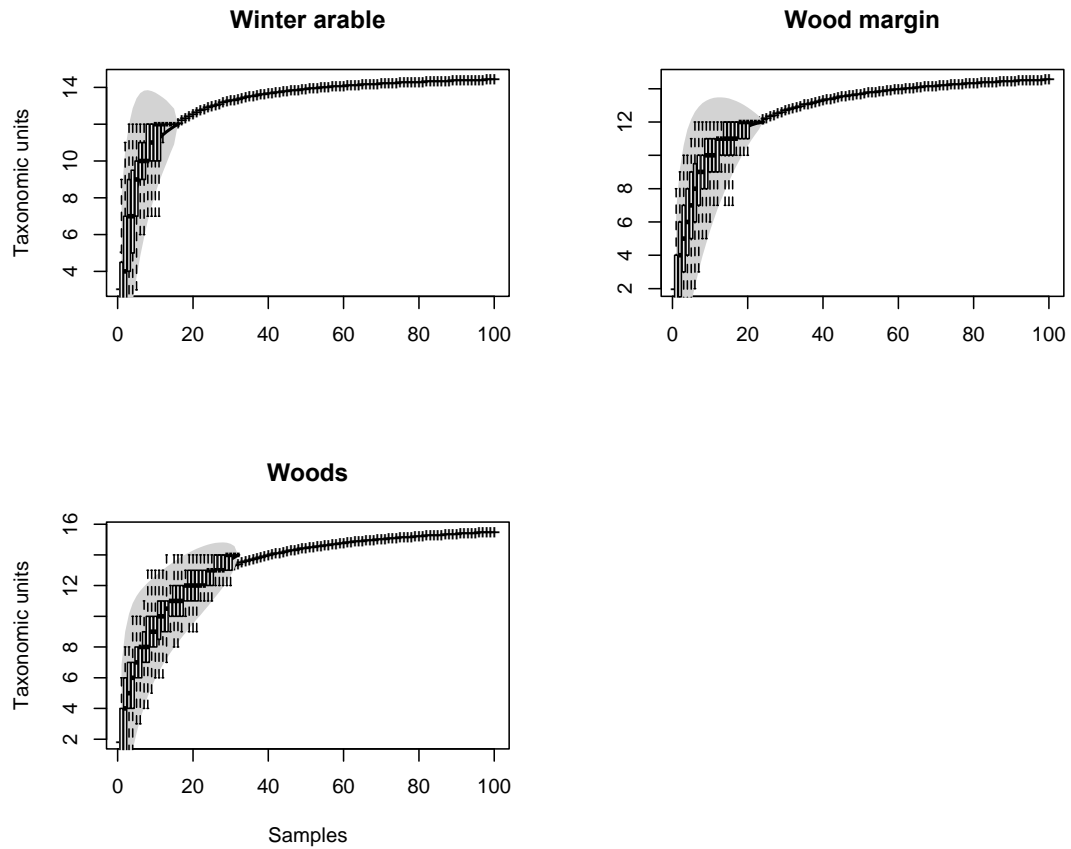 Winter arable
Wood margin
Taxonomic units
4 6 8 10 12 14
0 20 40 60 80 100
2 4 6 8 12
0 20 40 60 80 100
Woods
Taxonomic units
2 4 6 8 12 16
0 20 40 60 80 100
Samples